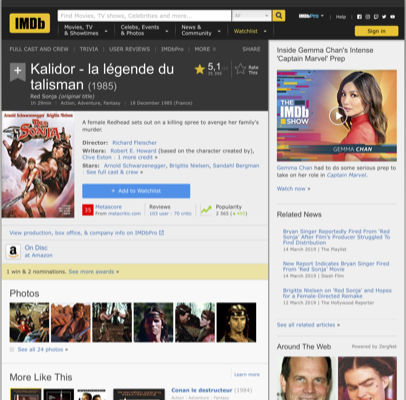 IMDb
Find Movies, TV shows, Celebrities and more...
All
IMDbPro
Help
Movies, TV
& Showtimes
Celebs, Events
& Photos
News &
Community
Watchlist
Sign in
FULL CAST AND CREW | TRIVIA | USER REVIEWS | IMDbPro | MORE
SHARE
Kalidor - la légende du
talisman (1985)
5,1
Rate
This
Red Sonja (original title)
1h 29min | Action, Adventure, Fantasy | 18 December 1985 (France)
Arnold Schwarzenegger Brigitte Nielsen
Red Sonja
A female Redhead sets out on a killing spree to avenge her family's
murder.
Director: Richard Fleischer
Writers: Robert E. Howard (based on the character created by),
Clive Exton | 1 more credit »
Stars: Arnold Schwarzenegger, Brigitte Nielsen, Sandahl Bergman
| See full cast & crew »
+ Add to Watchlist
35
Metascore
From metacritic.com
Reviews
103 user | 70 critic
Popularity
View production, box office, & company info on IMDbPro
On Disc
at Amazon
1 win & 2 nominations. See more awards »
Photos
See all 24 photos »
More Like This
Learn more
Conan le destructeur (1984)
Action | Adventure | Fantasy
Inside Gemma Chan's Intense
'Captain Marvel' Prep
THE
IMDb
SHOW
GEMMA CHAN
Gemma Chan had to do some serious prep to
take on her role in Captain Marvel.
Watch now »
Related News
Bryan Singer Reportedly Fired From 'Red
Sonja' After Film's Producer Struggled To
Find Distribution
14 March 2019 | The Playlist
New Report Indicates Bryan Singer Fired
From 'Red Sonja' Movie
14 March 2019 | Slash Film
Brigitte Nielsen on 'Red Sonja' and Hopes
for a Female-Directed Remake
12 March 2019 | The Hollywood Reporter
See all related articles »
Around The Web
Powered by ZergNet